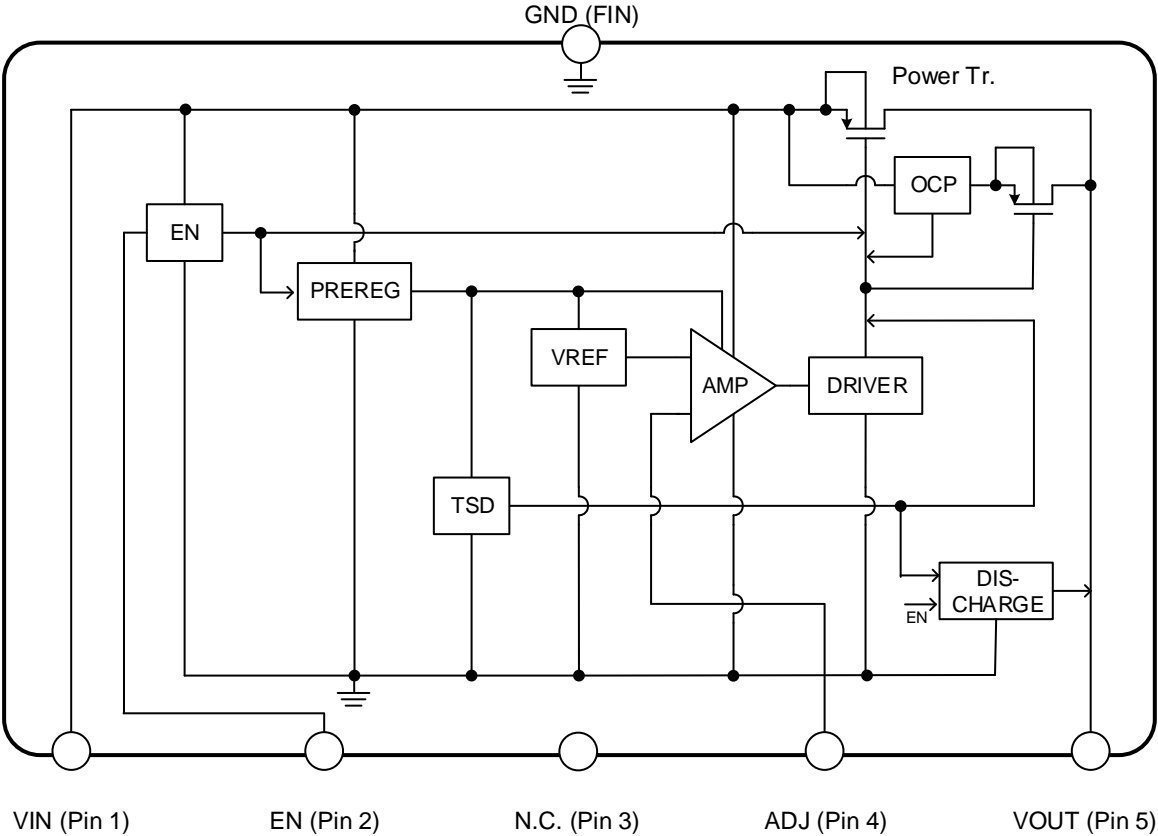 GND (FIN)
Power Tr.
OCP
EN
PREREG
VREF
AMP
DRIVER
TSD
DIS-
CHARGE
EN
VIN (Pin 1)
EN (Pin 2)
N.C. (Pin 3)
ADJ (Pin 4)
VOUT (Pin 5)